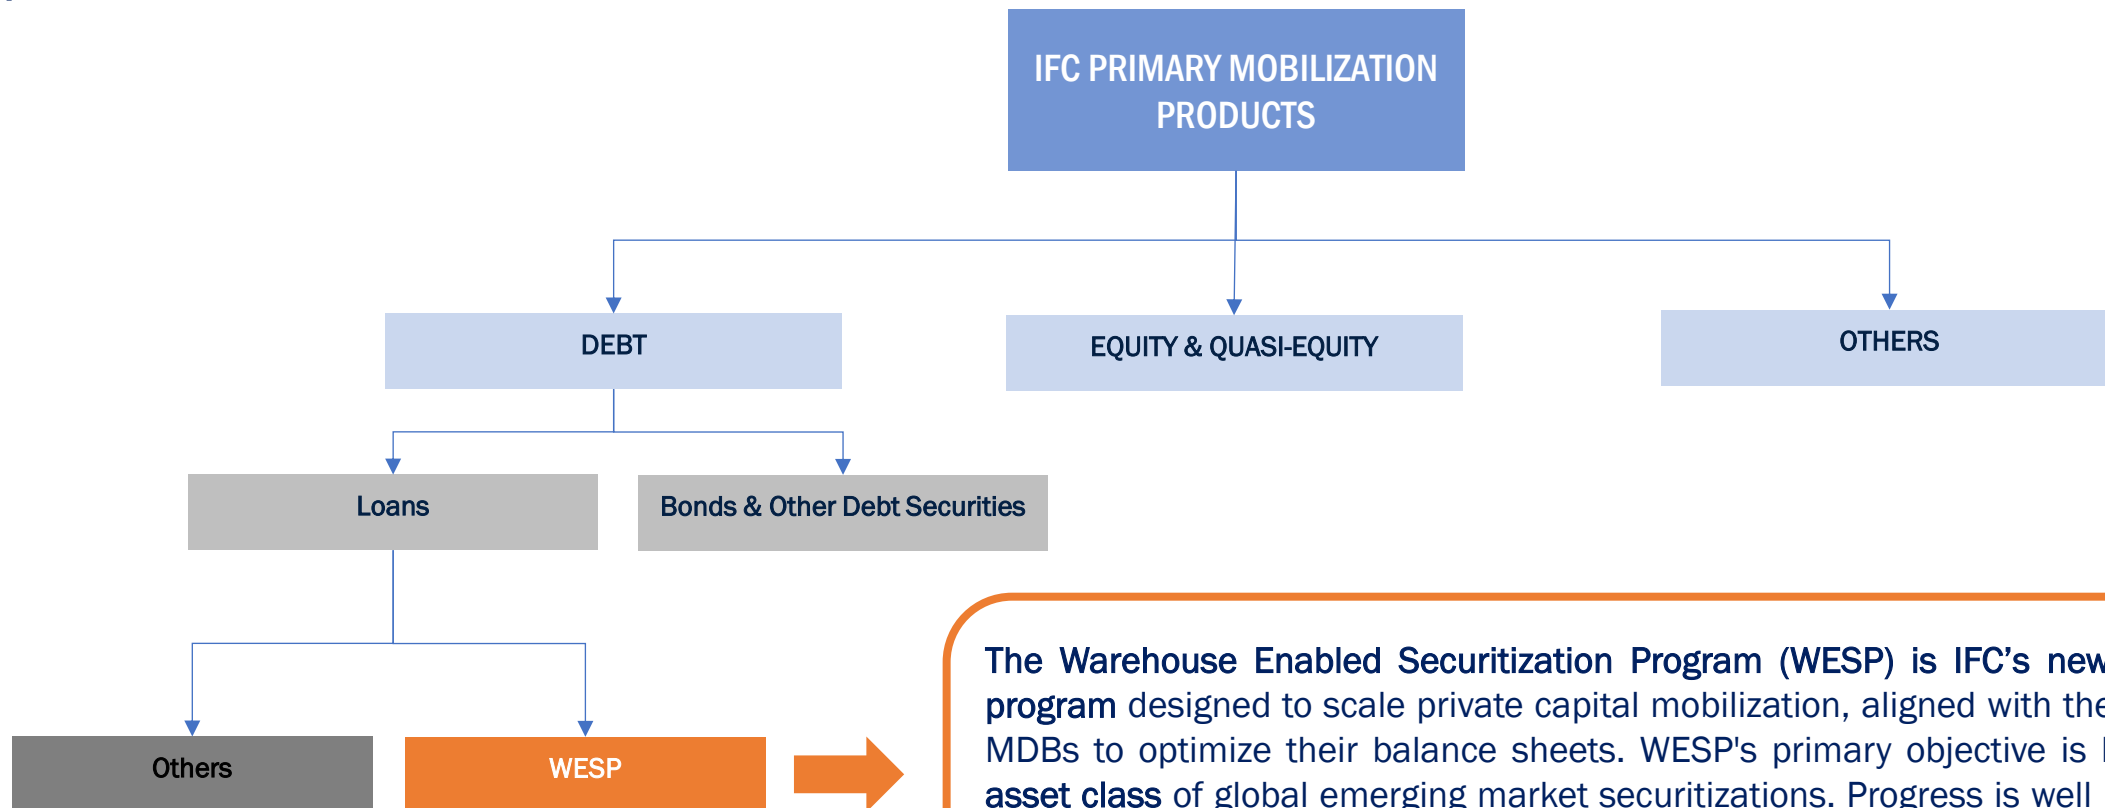 IFC PRIMARY MOBILIZATION
PRODUCTS
DEBT
EQUITY & QUASI-EQUITY
OTHERS
Loans
Bonds & Other Debt Securities
Others
WESP
The Warehouse Enabled Securitization Program (WESP) is IFC’s new
program designed to scale private capital mobilization, aligned with the
MDBs to optimize their balance sheets. WESP's primary objective is
asset class of global emerging market securitizations. Progress is well